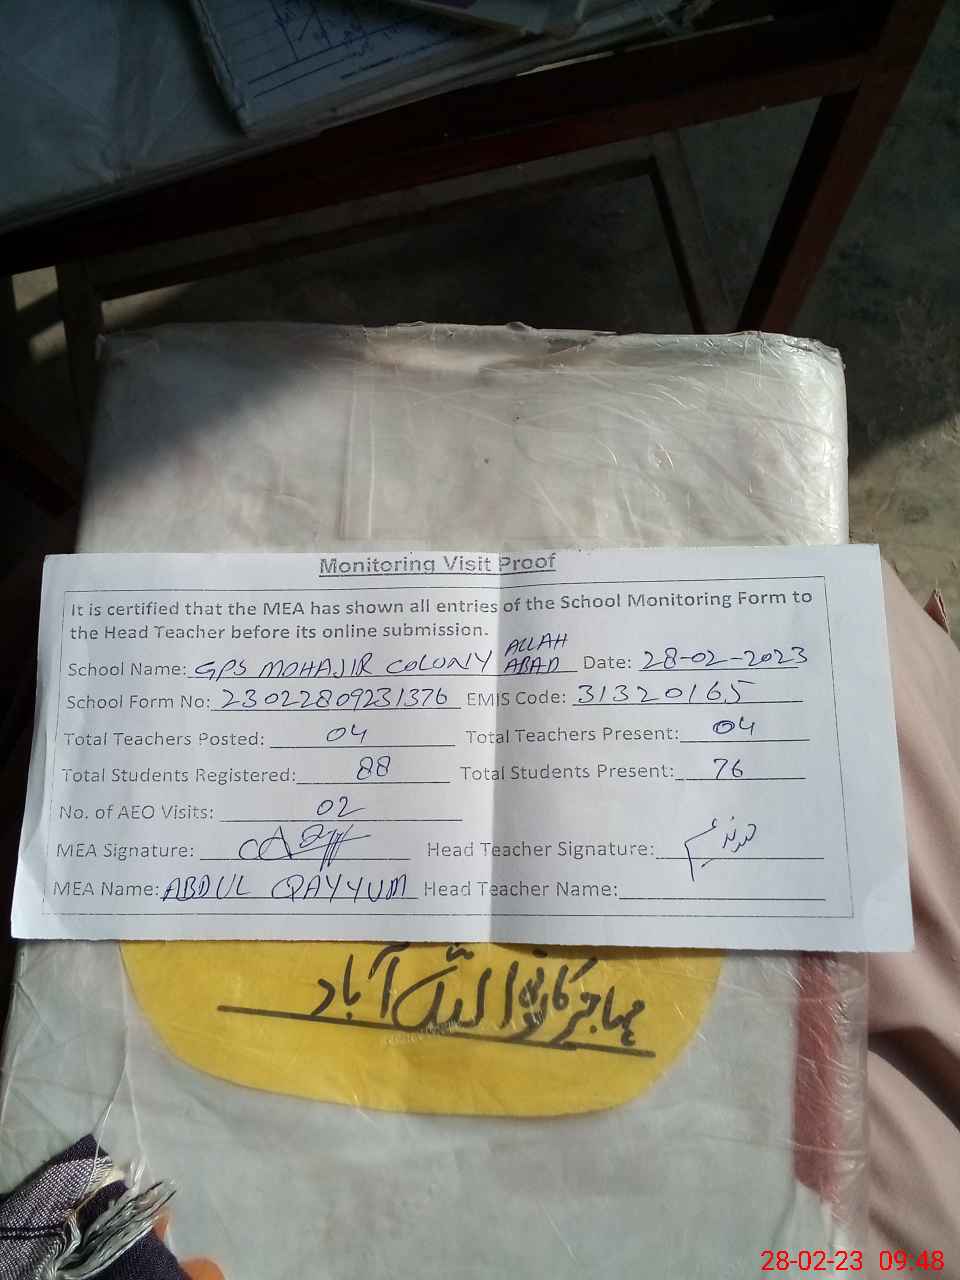 Monitoring Visit Proof
It is certified that the MEA has shown all entries of the School Monitoring Form to
the Head Teacher before its online submission.
School Name: GPS MOHAJIR COLONY ALLAH ABAD Date: 28-02-2023
School Form No: 23022809231376 EMIS Code: 31320165
Total Teachers Posted: 04 Total Teachers Present: 04
Total Students Registered: 88 Total Students Present: 76
No. of AEO Visits: 02
MEA Signature: Head Teacher Signature:
MEA Name: ABDUL QAYYUM Head Teacher Name:
مہاجر کالونی اللہ آباد
28-02-23 09:48